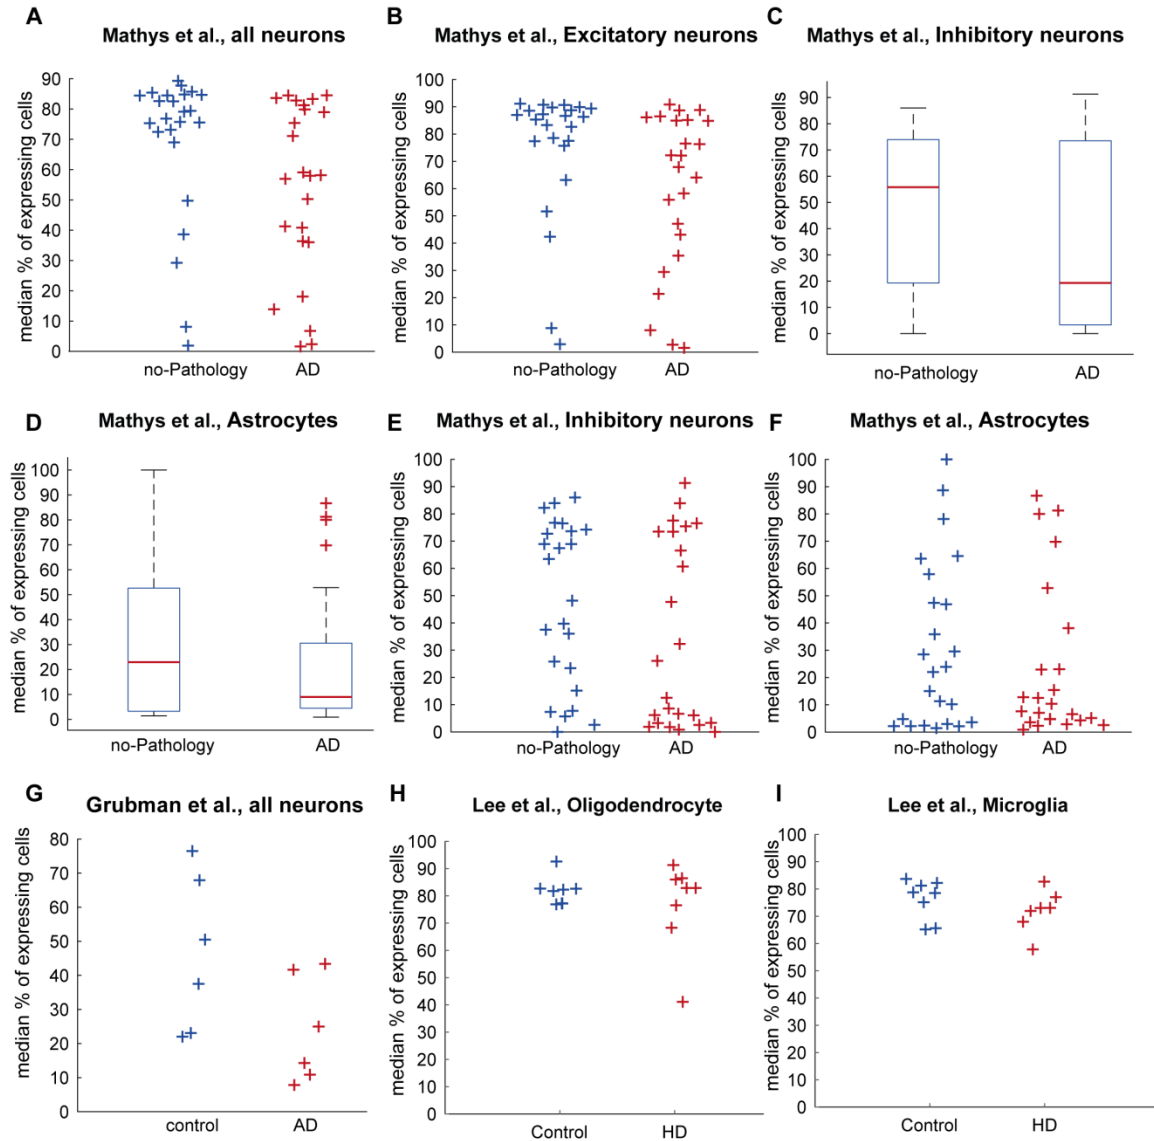 A
Mathys et al., all neurons
median % of expressing cells
90
80
70
60
50
40
30
20
10
0
no-Pathology
AD
B
Mathys et al., Excitatory neurons
median % of expressing cells
100
90
80
70
60
50
40
30
20
10
0
no-Pathology
AD
C
Mathys et al., Inhibitory neurons
median % of expressing cells
90
80
70
60
50
40
30
20
10
0
no-Pathology
AD
D
Mathys et al., Astrocytes
median % of expressing cells
100
90
80
70
60
50
40
30
20
10
0
no-Pathology
AD
E
Mathys et al., Inhibitory neurons
median % of expressing cells
100
90
80
70
60
50
40
30
20
10
0
no-Pathology
AD
F
Mathys et al., Astrocytes
median % of expressing cells
100
90
80
70
60
50
40
30
20
10
0
no-Pathology
AD
G
Grubman et al., all neurons
median % of expressing cells
80
70
60
50
40
30
20
10
0
control
AD
H
Lee et al., Oligodendrocyte
median % of expressing cells
100
90
80
70
60
50
40
30
20
10
0
Control
HD
I
Lee et al., Microglia
median % of expressing cells
100
90
80
70
60
50
40
30
20
10
0
Control
HD